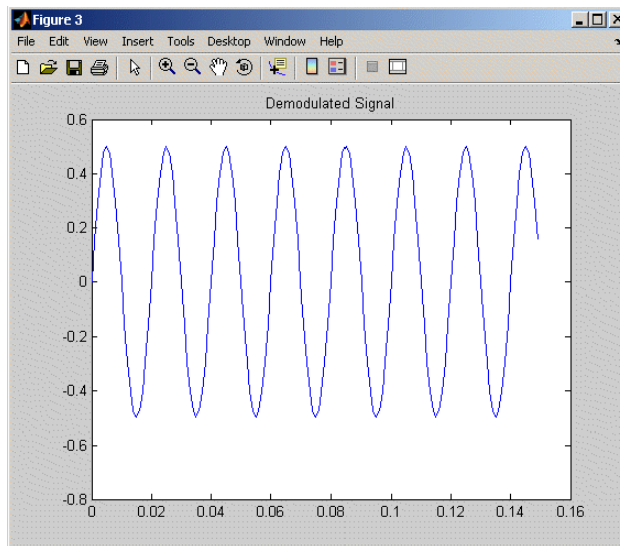 Figure 3
File Edit View Insert Tools Desktop Window Help
Demodulated Signal
0.6
0.4
0.2
0
-0.2
-0.4
-0.6
-0.8
0 0.02 0.04 0.06 0.08 0.1 0.12 0.14 0.16